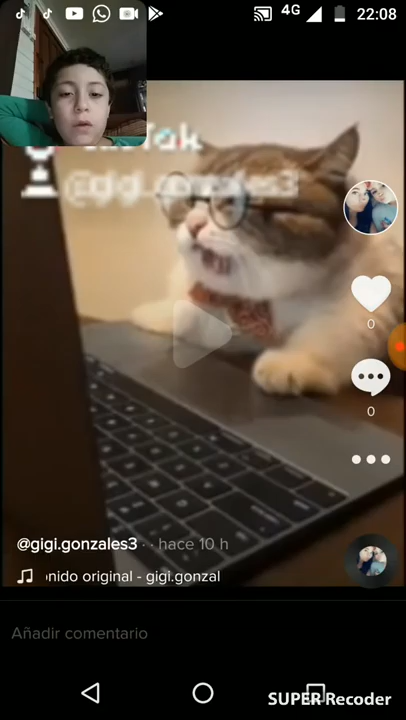 4G
22:08
@gigi.gonzales3
0
0
@gigi.gonzales3 · · hace 10 h
nido original - gigi.gonzal
Añadir comentario
SUPER Recoder